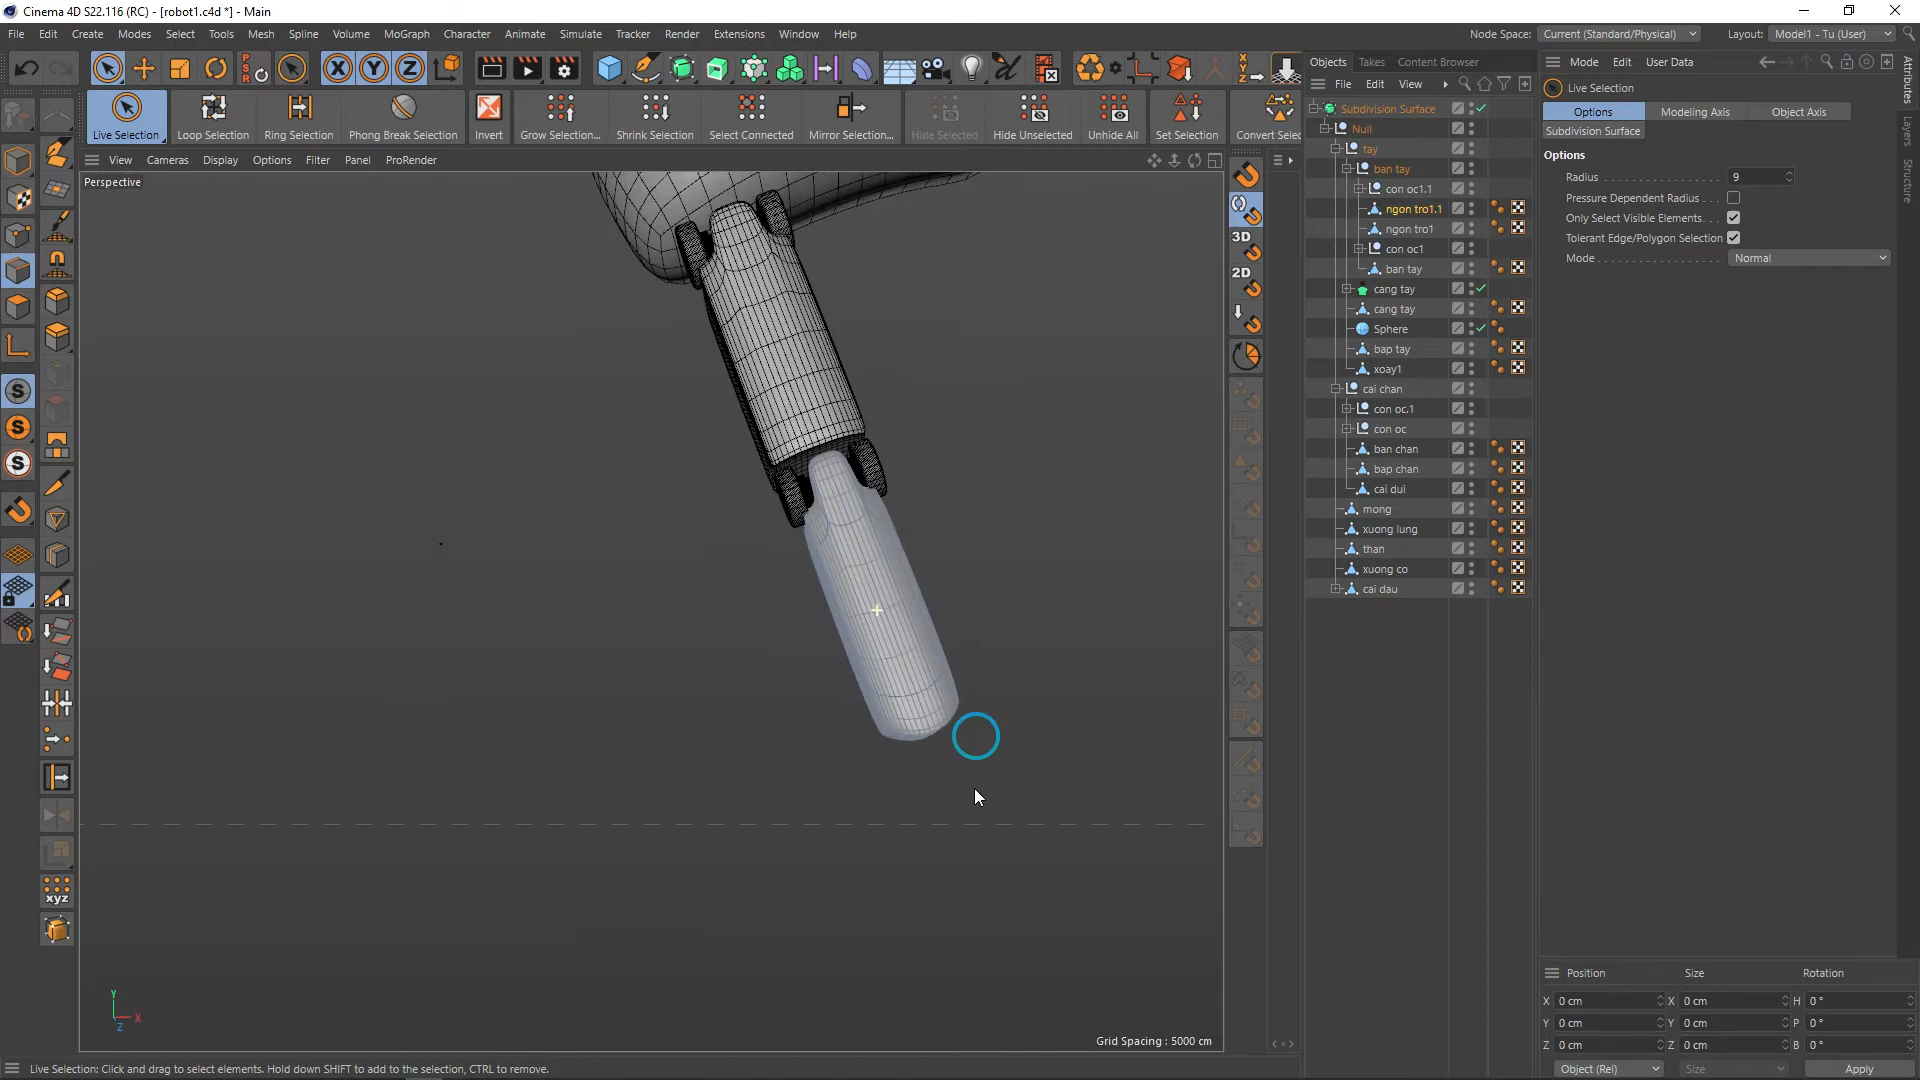 Cinema 4D S22.116 (RC) - [robot1.c4d *] - Main
File Edit Create Modes Select Tools Mesh Spline Volume MoGraph Character Animate Simulate Tracker Render Extensions Window Help
Node Space: Current (Standard/Physical) Layout: Model1 - Tu (User)
PSR X Y Z
Objects Takes Content Browser
File Edit View
Mode Edit User Data
Live Selection
Loop Selection
Ring Selection
Phong Break Selection
Invert
Grow Selection...
Shrink Selection
Select Connected
Mirror Selection...
Hide Selected
Hide Unselected
Unhide All
Set Selection
Convert Selec
View Cameras Display Options Filter Panel ProRender
Perspective
3D
2D
S
S
S
xyz
Subdivision Surface
Null
tay
ban tay
con oc1.1
ngon tro1.1
ngon tro1
con oc1
ban tay
cang tay
cang tay
Sphere
bap tay
xoay1
cai chan
con oc.1
con oc
ban chan
bap chan
cai dui
mong
xuong lung
than
xuong co
cai dau
Live Selection
Options Modeling Axis Object Axis
Subdivision Surface
Options
Radius 9
Pressure Dependent Radius
Only Select Visible Elements
Tolerant Edge/Polygon Selection
Mode Normal
Attributes
Layers
Structure
Y
X
Z
Grid Spacing : 5000 cm
Position Size Rotation
X 0 cm X 0 cm H 0 °
Y 0 cm Y 0 cm P 0 °
Z 0 cm Z 0 cm B 0 °
Object (Rel) Size Apply
Live Selection: Click and drag to select elements. Hold down SHIFT to add to the selection, CTRL to remove.